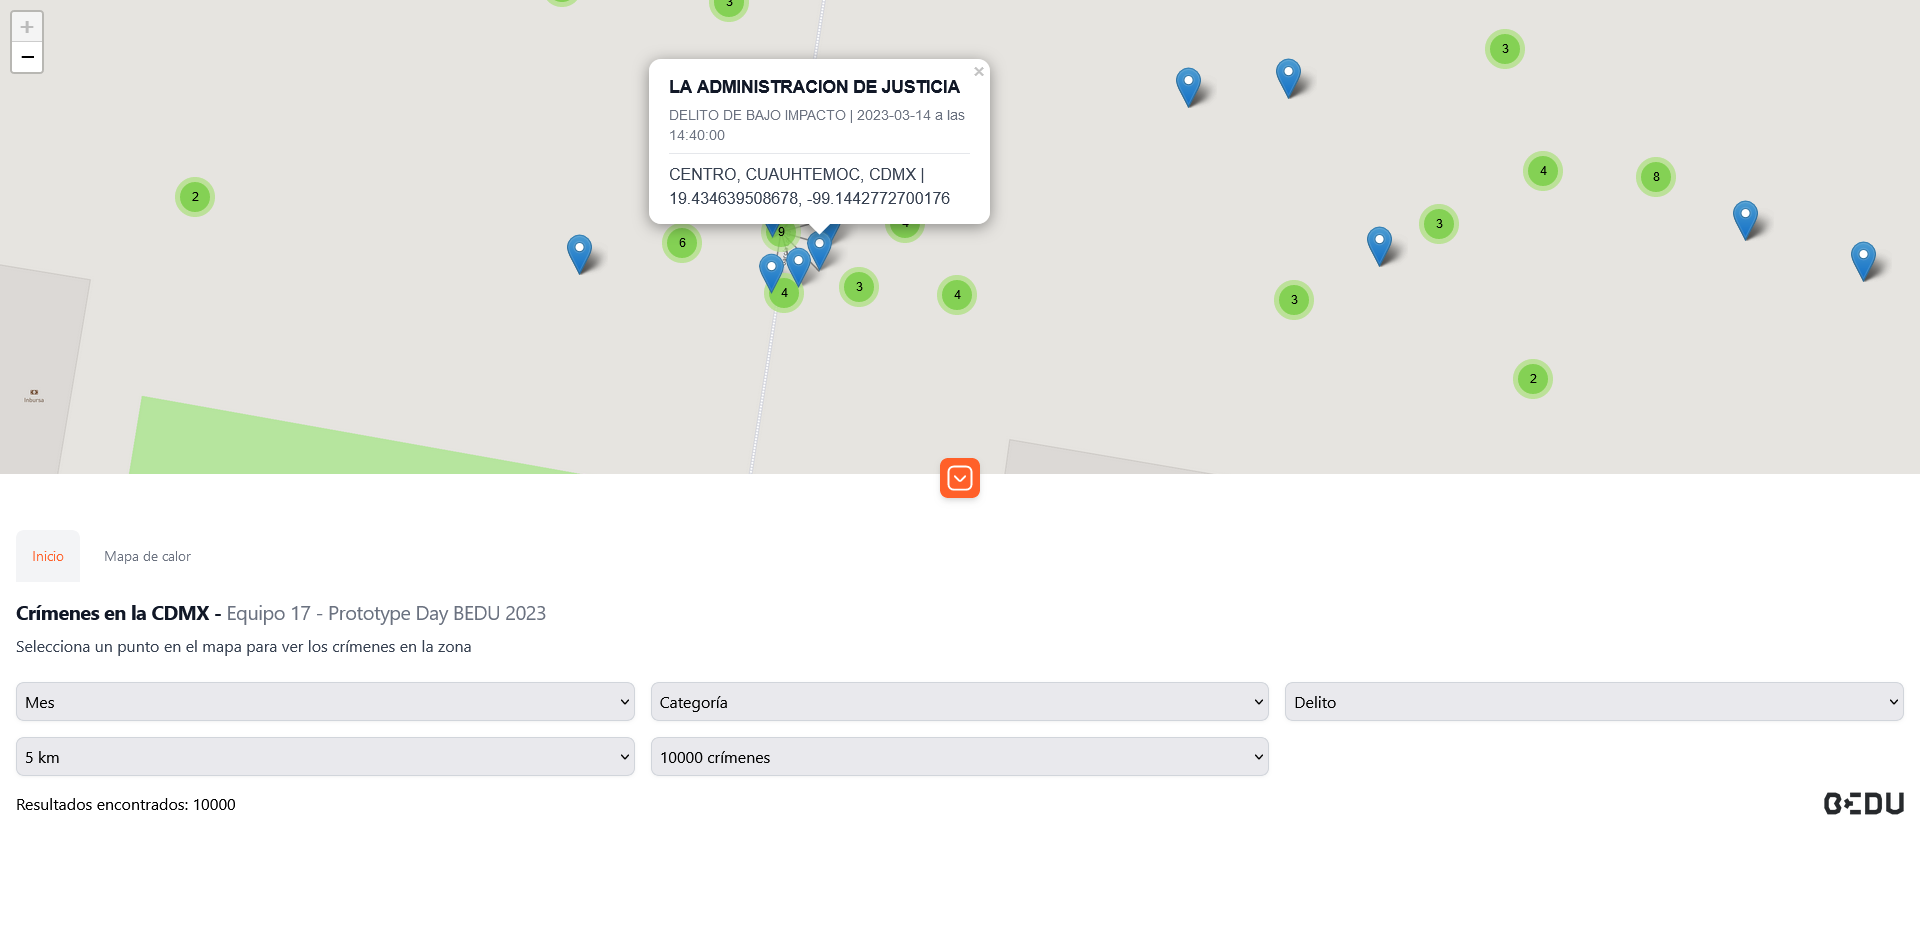 +
−
3
3
LA ADMINISTRACION DE JUSTICIA
×
DELITO DE BAJO IMPACTO | 2023-03-14 a las
14:40:00
CENTRO, CUAUHTEMOC, CDMX |
19.434639508678, -99.1442772700176
4
8
2
3
9
4
6
3
4
4
3
2
Inbursa
Inicio
Mapa de calor
Crímenes en la CDMX - Equipo 17 - Prototype Day BEDU 2023
Selecciona un punto en el mapa para ver los crímenes en la zona
Mes
Categoría
Delito
5 km
10000 crímenes
Resultados encontrados: 10000
BEDU